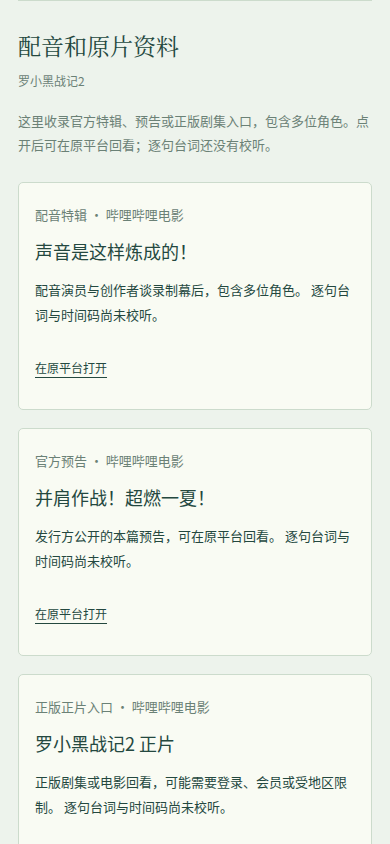 配音和原片资料
罗小黑战记2
这里收录官方特辑、预告或正版剧集入口，包含多位角色。点
开后可在原平台回看；逐句台词还没有校听。
配音特辑 · 哔哩哔哩电影
声音是这样炼成的！
配音演员与创作者谈录制幕后，包含多位角色。 逐句台
词与时间码尚未校听。
在原平台打开
官方预告 · 哔哩哔哩电影
并肩作战！超燃一夏！
发行方公开的本篇预告，可在原平台回看。 逐句台词与
时间码尚未校听。
在原平台打开
正版正片入口 · 哔哩哔哩电影
罗小黑战记2 正片
正版剧集或电影回看，可能需要登录、会员或受地区限
制。 逐句台词与时间码尚未校听。